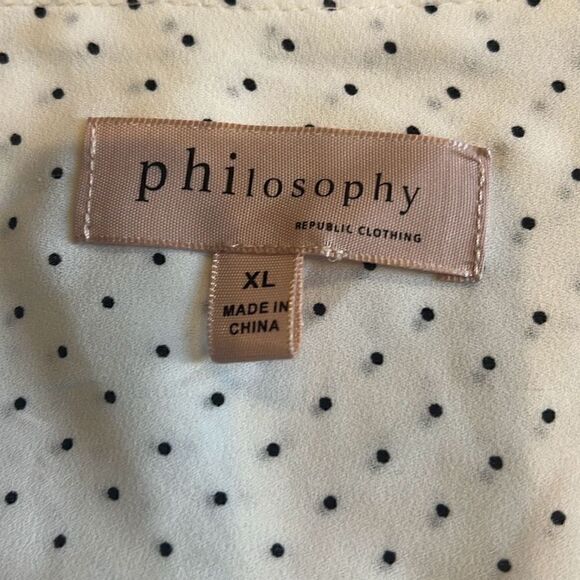 philosophy
REPUBLIC CLOTHING
XL
MADE IN
CHINA